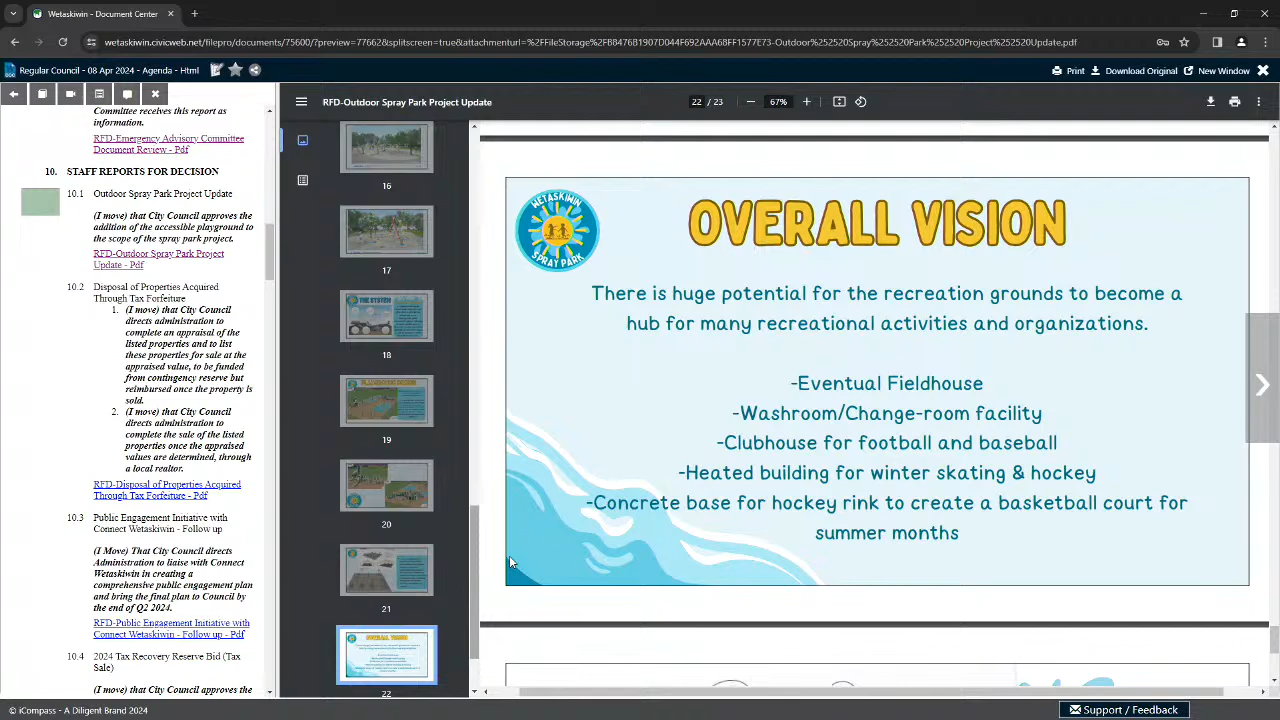 Wetaskiwin - Document Center
wetaskiwin.civicweb.net/filepro/documents/75600/?preview=77662&splitscreen=true&attachmenturl=%2FFileStorage%2FB8476B1907D044F692AAA68FF1577E73-Outdoor%252520Spray%252520Park%252520Project%252520Update.pdf
Regular Council - 08 Apr 2024 - Agenda - Html
Print
Download Original
New Window
Committee receives this report as
information.
RFD-Emergency Advisory Committee
Document Review - Pdf
10. STAFF REPORTS FOR DECISION
10.1 Outdoor Spray Park Project Update
(I move) that City Council approves the
addition of the accessible playground to
the scope of the spray park project.
RFD-Outdoor Spray Park Project
Update - Pdf
10.2 Disposal of Properties Acquired
Through Tax Forfeiture
1. (I move) that City Council
directs administration to
complete an appraisal of the
listed properties and to list
these properties for sale at the
appraised value, to be funded
from contingency reserve but
reimbursed once the property is
sold.
2. (I move) that City Council
directs administration to
complete the sale of the listed
properties once the appraised
values are determined, through
a local realtor.
RFD-Disposal of Properties Acquired
Through Tax Forfeiture - Pdf
10.3 Public Engagement Initiative with
Connect Wetaskiwin - Follow up
(I Move) That City Council directs
Administration to liaise with Connect
Wetaskiwin in creating a
comprehensive public engagement plan
and bring the final plan to Council by
the end of Q2 2024.
RFD-Public Engagement Initiative with
Connect Wetaskiwin - Follow up - Pdf
10.4 2024 Tax Recovery Reserve Bid (Tax
Sale)
(I move) that City Council approves the
RFD-Outdoor Spray Park Project Update
22 / 23
67%
16
17
THE SYSTEM
18
19
20
21
OVERALL VISION
22
WETASKIWIN
SPRAY PARK
OVERALL VISION
There is huge potential for the recreation grounds to become a
hub for many recreational activities and organizations.
-Eventual Fieldhouse
-Washroom/Change-room facility
-Clubhouse for football and baseball
-Heated building for winter skating & hockey
-Concrete base for hockey rink to create a basketball court for
summer months
© iCompass - A Diligent Brand 2024
Support / Feedback